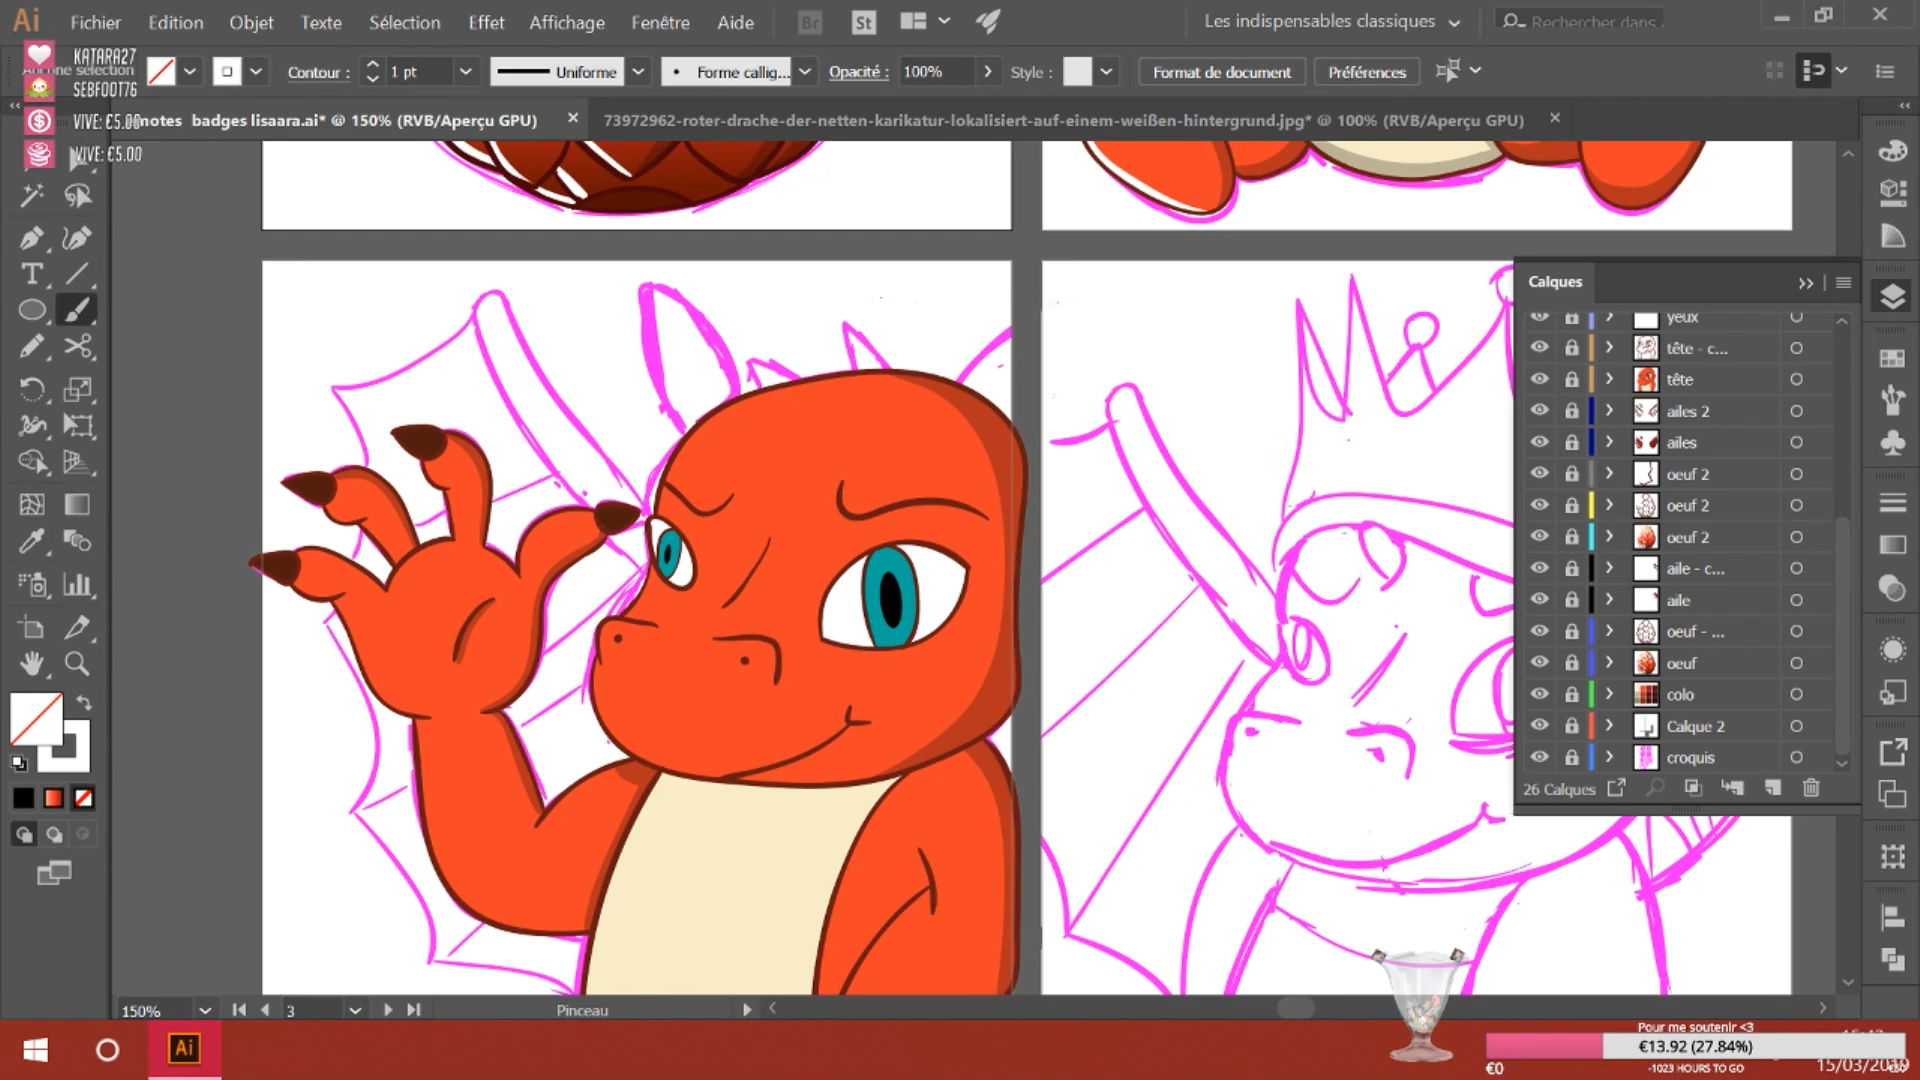 Ai Fichier Edition Objet Texte Sélection Effet Affichage Fenêtre Aide Br St Les indispensables classiques Rechercher dans
KATARA27
Aucune sélection Contour : 1 pt Uniforme Forme callig... Opacité : 100% Style : Format de document Préférences
SEBFOOT76
VIVE: €5.00
motes badges lisaara.ai* @ 150% (RVB/Aperçu GPU) 73972962-roter-drache-der-netten-karikatur-lokalisiert-auf-einem-weißen-hintergrund.jpg* @ 100% (RVB/Aperçu GPU)
VIVE: €5.00
Calques
yeux
tête - c...
tête
ailes 2
ailes
oeuf 2
oeuf 2
oeuf 2
aile - c...
aile
oeuf - ...
oeuf
colo
Calque 2
croquis
26 Calques
150% 3 Pinceau
Ai
Pour me soutenir <3
€13.92 (27.84%)
€0 -1023 HOURS TO GO
15/03/2019